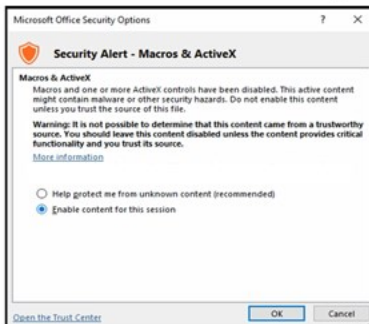 Microsoft Office Security Options
?
Security Alert - Macros & ActiveX
Macros & ActiveX
Macros and one or more ActiveX controls have been disabled. This active content
might contain malware or other security hazards. Do not enable this content
unless you trust the source of this file.
Warning: It is not possible to determine that this content came from a trustworthy
source. You should leave this content disabled unless the content provides critical
functionality and you trust its source.
More information
Help protect me from unknown content (recommended)
Enable content for this session
Open the Trust Center
OK
Cancel